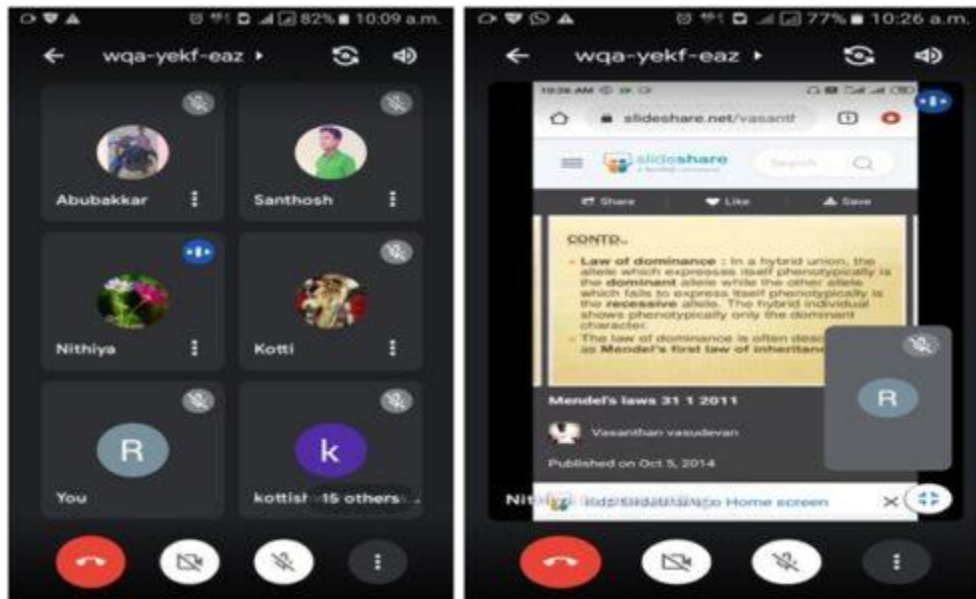 82% 10:09 a.m.
wqa-yekf-eaz
Abubakkar
Santhosh
Nithiya
Kotti
R
k
You
kottish 15 others...
77% 10:26 a.m.
wqa-yekf-eaz
10:26 AM
slideshare.net/vasanth
1
slideshare
Search
Share
Like
Save
CONTD..
Law of dominance : In a hybrid union, the
allele which expresses itself phenotypically is
the dominant allele while the other allele
which fails to express itself phenotypically is
the recessive allele. The hybrid individual
shows phenotypically only the dominant
character.
The law of dominance is often desc
as Mendel's first law of inheritan
R
Mendel's laws 31 1 2011
Vasanthan vasudevan
Published on Oct 5, 2014
Home screen